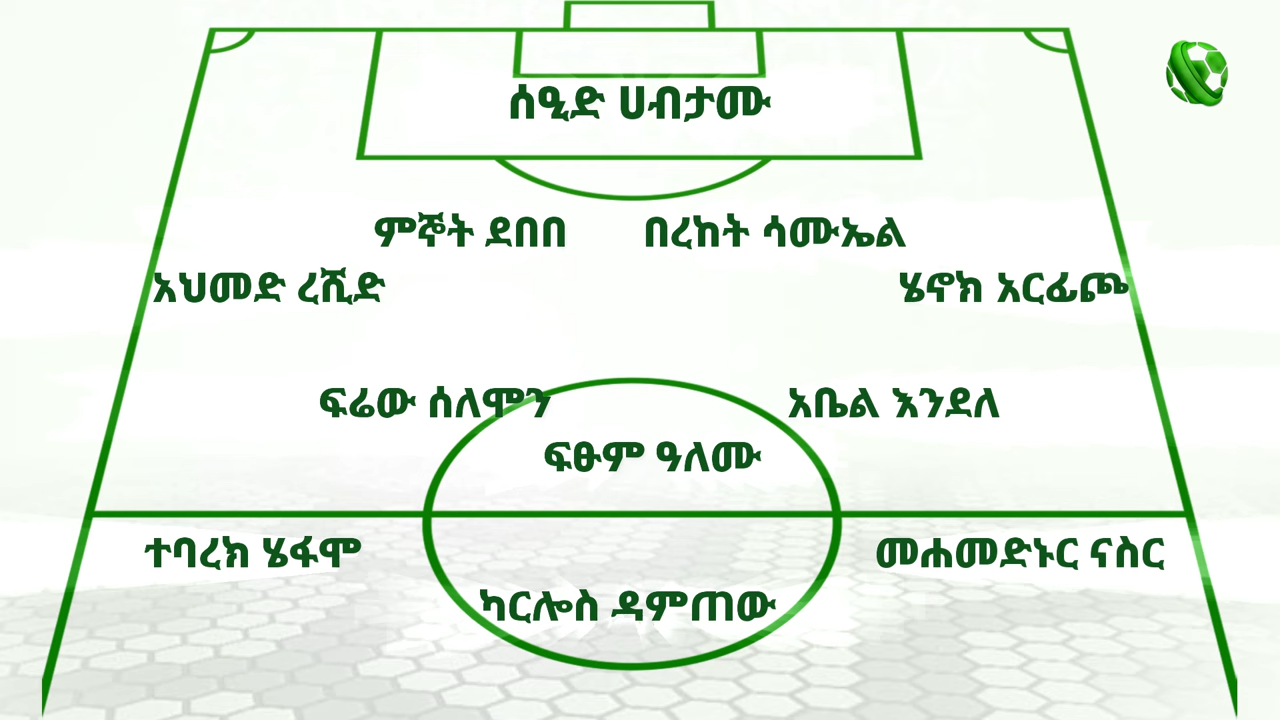 ሰዒድ ሀብታሙ
ምኞት ደበበ
በረከት ሳሙኤል
አህመድ ረሺድ
ሄኖክ አርፊጮ
ፍሬው ሰለሞን
አቤል እንደለ
ፍፁም ዓለሙ
ተባረክ ሄፋሞ
መሐመድኑር ናስር
ካርሎስ ዳምጠው